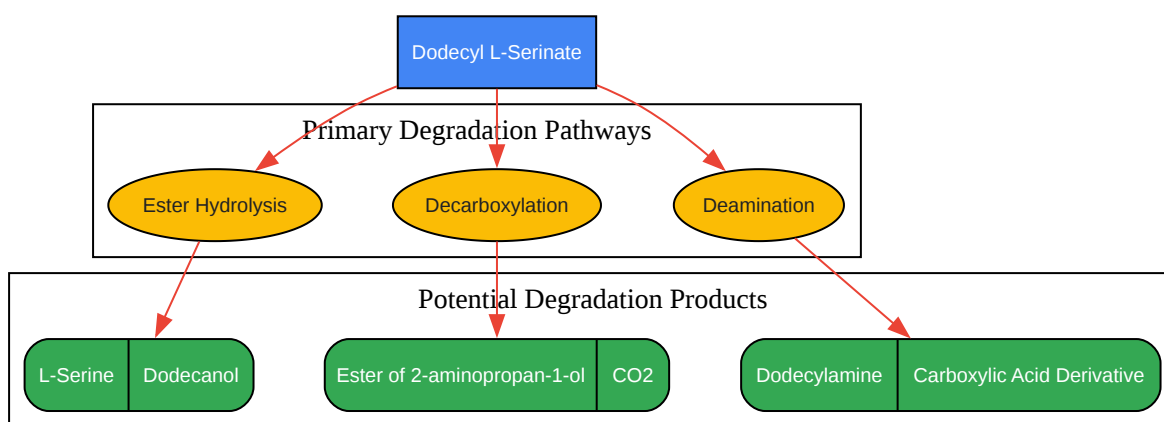 Dodecyl L-Serinate
Primary Degradation Pathways
Ester Hydrolysis
Decarboxylation
Deamination
Potential Degradation Products
L-Serine
Dodecanol
Ester of 2-aminopropan-1-ol
CO2
Dodecylamine
Carboxylic Acid Derivative